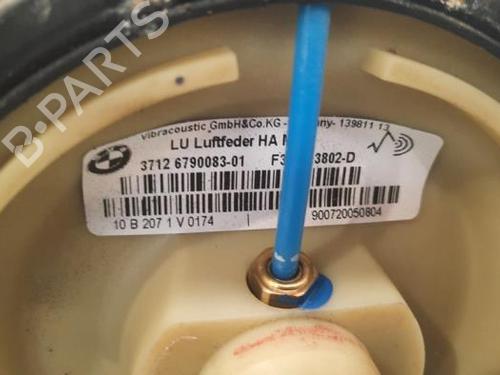 B-PARTS
Vibracoustic GmbH&Co.KG - 139811 13
LU Luftfeder HA
BMW
3712 6790083-01 3802-D
10 B 207 1 V 0174 900720050804